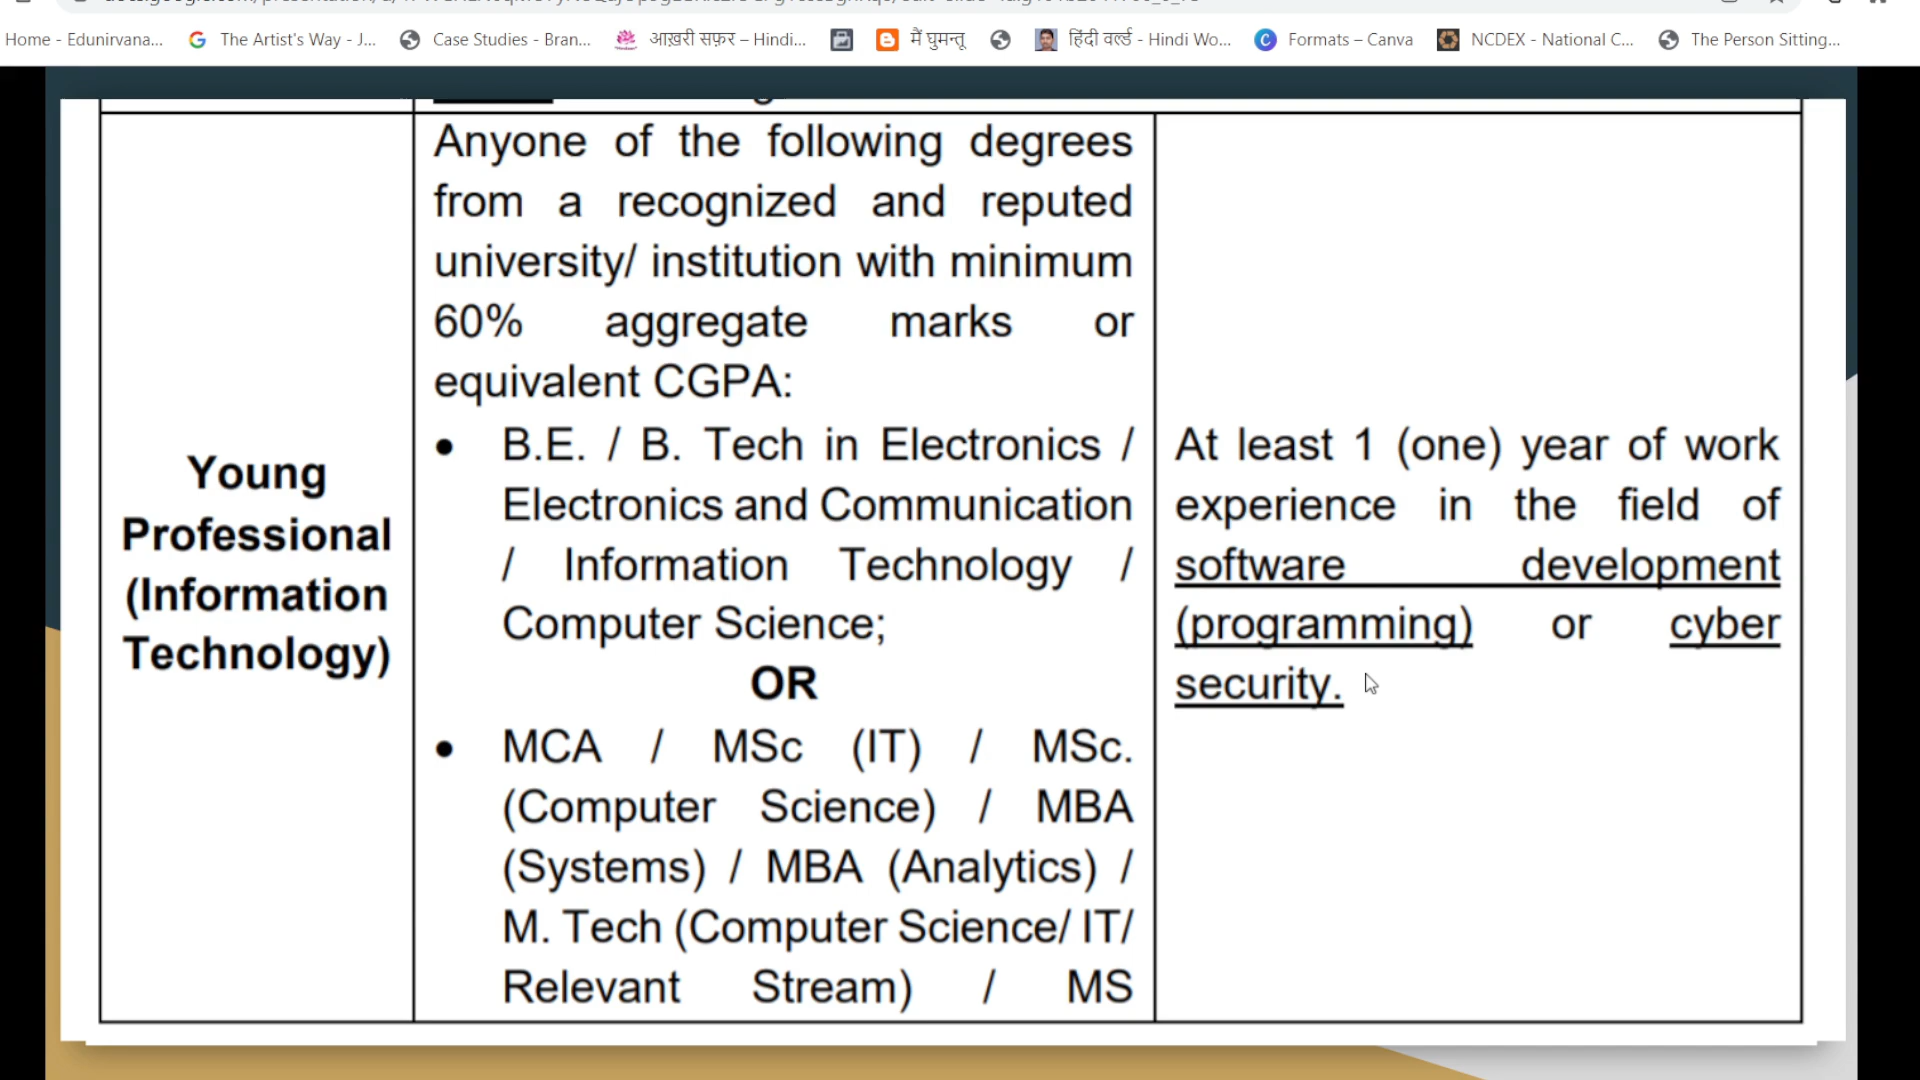 Home - Edunirvana... The Artist's Way - J... Case Studies - Bran... आख़री सफ़र – Hindi... मैं घुमन्तू हिंदी वर्ल्ड - Hindi Wo... Formats – Canva NCDEX - National C... The Person Sitting...
Anyone of the following degrees
from a recognized and reputed
university/ institution with minimum
60% aggregate marks or
equivalent CGPA:
• B.E. / B. Tech in Electronics /
Electronics and Communication
/ Information Technology /
Computer Science;
OR
• MCA / MSc (IT) / MSc.
(Computer Science) / MBA
(Systems) / MBA (Analytics) /
M. Tech (Computer Science/ IT/
Relevant Stream) / MS
Young
Professional
(Information
Technology)
At least 1 (one) year of work
experience in the field of
software development
(programming) or cyber
security.